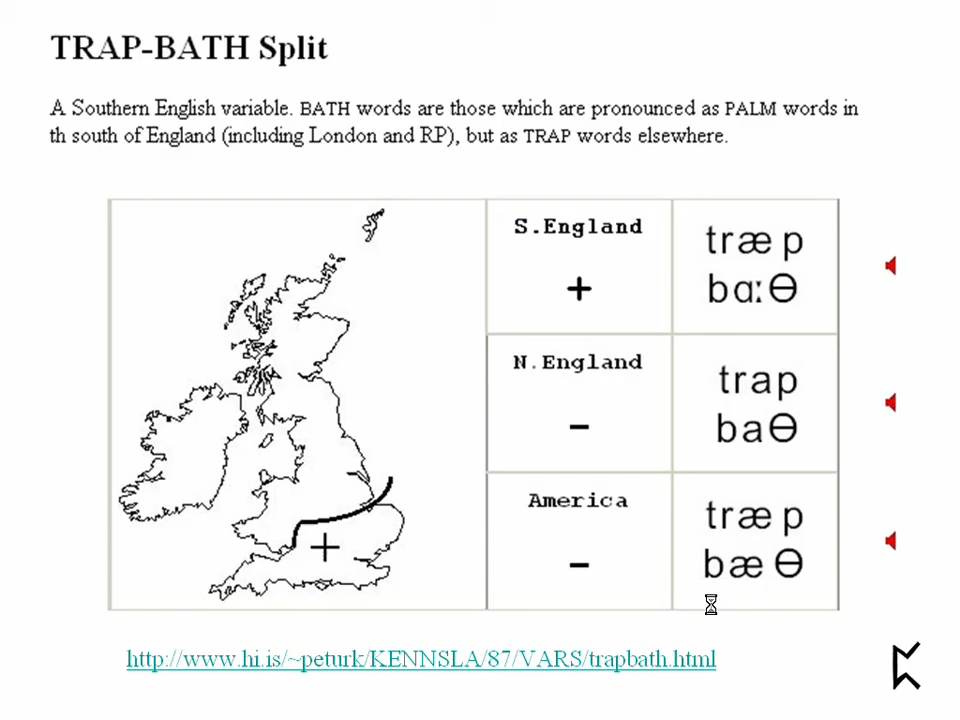 TRAP-BATH Split
A Southern English variable. BATH words are those which are pronounced as PALM words in
th south of England (including London and RP), but as TRAP words elsewhere.
S.England
+
træp
bɑːθ
N.England
-
trap
baθ
America
-
træp
bæθ
+
http://www.hi.is/~peturk/KENNSLA/87/VARS/trapbath.html